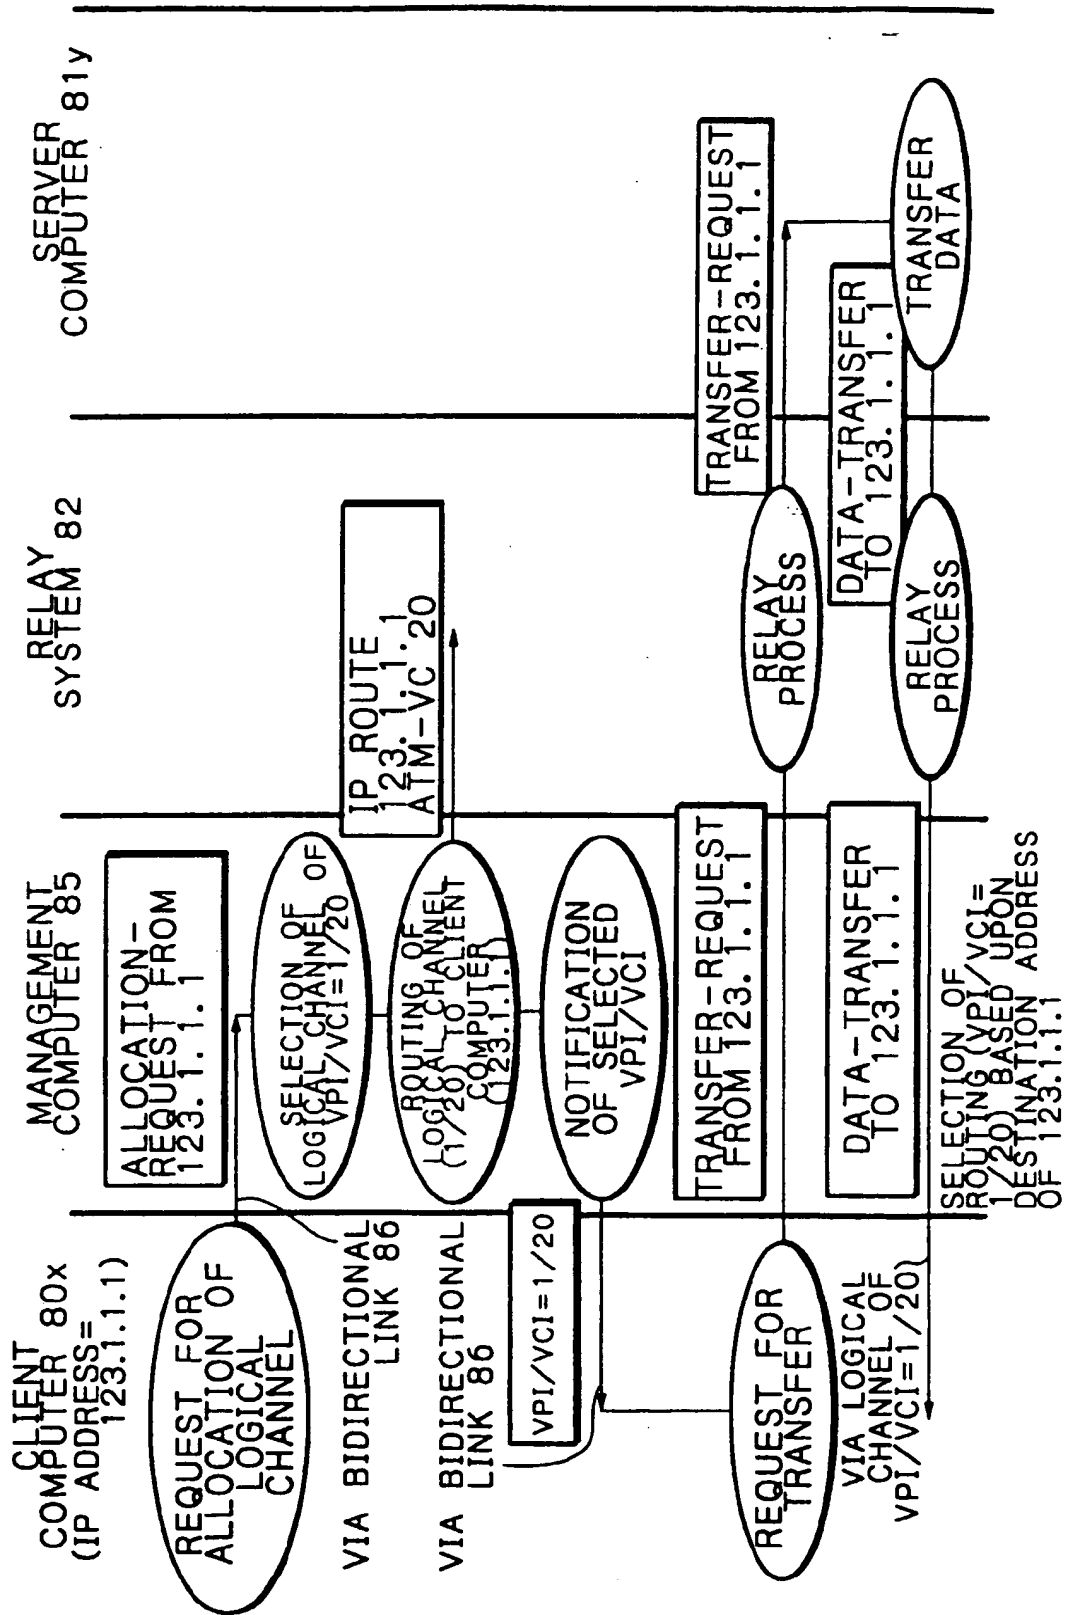 CLIENT
COMPUTER 80x
(IP ADDRESS=
123.1.1.1)
MANAGEMENT
COMPUTER 85
RELAY
SYSTEM 82
SERVER
COMPUTER 81y
REQUEST FOR
ALLOCATION OF
LOGICAL
CHANNEL
ALLOCATION-
REQUEST FROM
123.1.1.1
VIA BIDIRECTIONAL
LINK 86
SELECTION OF
LOGICAL CHANNEL OF
VPI/VCI=1/20
IP ROUTE
123.1.1.1
ATM-VC 20
ROUTING OF
LOGICAL CHANNEL
(1/20) TO CLIENT
COMPUTER
(123.1.1.1)
VIA BIDIRECTIONAL
LINK 86
VPI/VCI=1/20
NOTIFICATION
OF SELECTED
VPI/VCI
REQUEST FOR
TRANSFER
TRANSFER-REQUEST
FROM 123.1.1.1
RELAY
PROCESS
TRANSFER-REQUEST
FROM 123.1.1.1
TRANSFER
DATA
DATA-TRANSFER
TO 123.1.1.1
RELAY
PROCESS
DATA-TRANSFER
TO 123.1.1.1
VIA LOGICAL
CHANNEL OF
VPI/VCI=1/20)
SELECTION OF
ROUTING (VPI/VCI=
1/20) BASED UPON
DESTINATION ADDRESS
OF 123.1.1.1